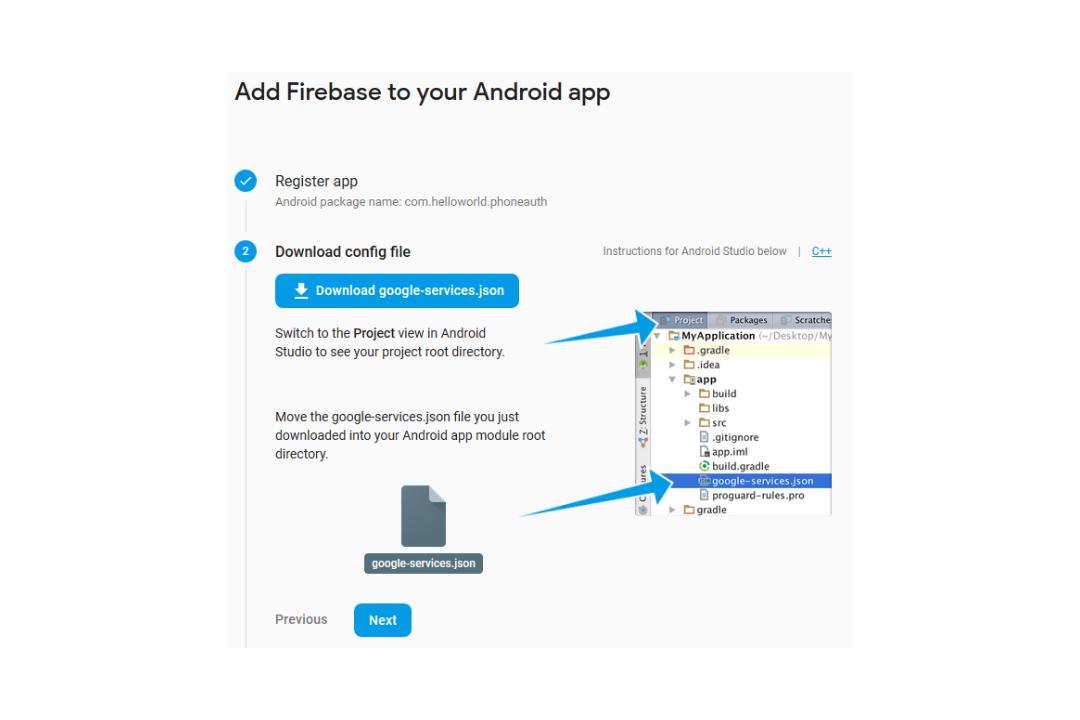 Add Firebase to your Android app
Register app
Android package name: com.helloworld.phoneauth
2
Download config file
Instructions for Android Studio below | C++
Download google-services.json
Switch to the Project view in Android
Studio to see your project root directory.
Move the google-services.json file you just
downloaded into your Android app module root
directory.
google-services.json
Project Packages Scratche
MyApplication (~/Desktop/My
.gradle
.idea
app
build
libs
src
.gitignore
app.iml
build.gradle
google-services.json
proguard-rules.pro
gradle
Z: Structure
Previous
Next